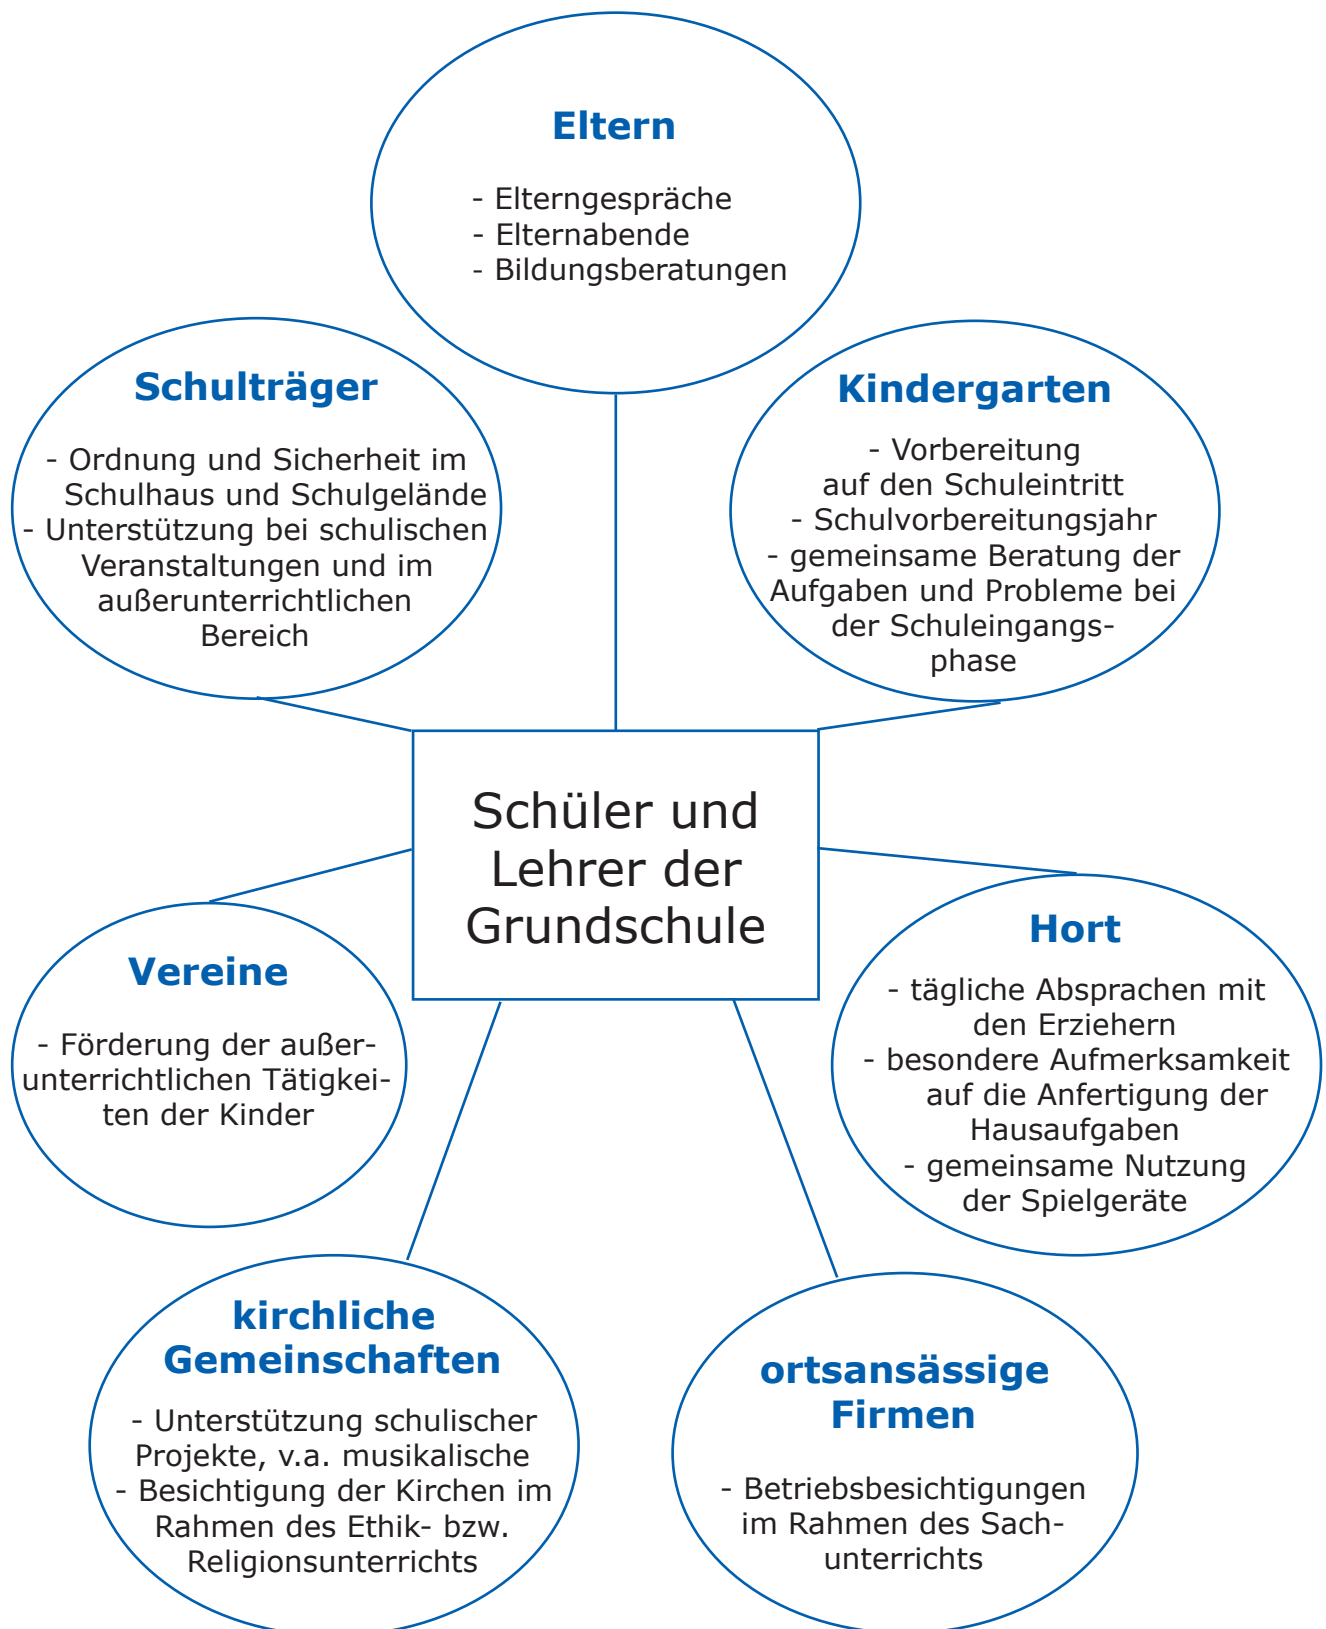 Eltern
- Elterngespräche
- Elternabende
- Bildungsberatungen
Schulträger
- Ordnung und Sicherheit im
Schulhaus und Schulgelände
- Unterstützung bei schulischen
Veranstaltungen und im
außerunterrichtlichen
Bereich
Kindergarten
- Vorbereitung
auf den Schuleintritt
- Schulvorbereitungsjahr
- gemeinsame Beratung der
Aufgaben und Probleme bei
der Schuleingangs-
phase
Schüler und
Lehrer der
Grundschule
Vereine
- Förderung der außer-
unterrichtlichen Tätigkei-
ten der Kinder
Hort
- tägliche Absprachen mit
den Erziehern
- besondere Aufmerksamkeit
auf die Anfertigung der
Hausaufgaben
- gemeinsame Nutzung
der Spielgeräte
kirchliche
Gemeinschaften
- Unterstützung schulischer
Projekte, v.a. musikalische
- Besichtigung der Kirchen im
Rahmen des Ethik- bzw.
Religionsunterrichts
ortsansässige
Firmen
- Betriebsbesichtigungen
im Rahmen des Sach-
unterrichts